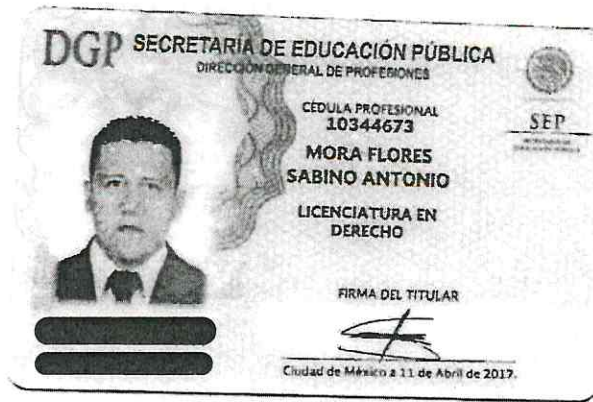 DGP SECRETARÍA DE EDUCACIÓN PÚBLICA
DIRECCIÓN GENERAL DE PROFESIONES
CÉDULA PROFESIONAL
10344673
SEP
MORA FLORES
SABINO ANTONIO
LICENCIATURA EN
DERECHO
FIRMA DEL TITULAR
Ciudad de México a 11 de Abril de 2017.